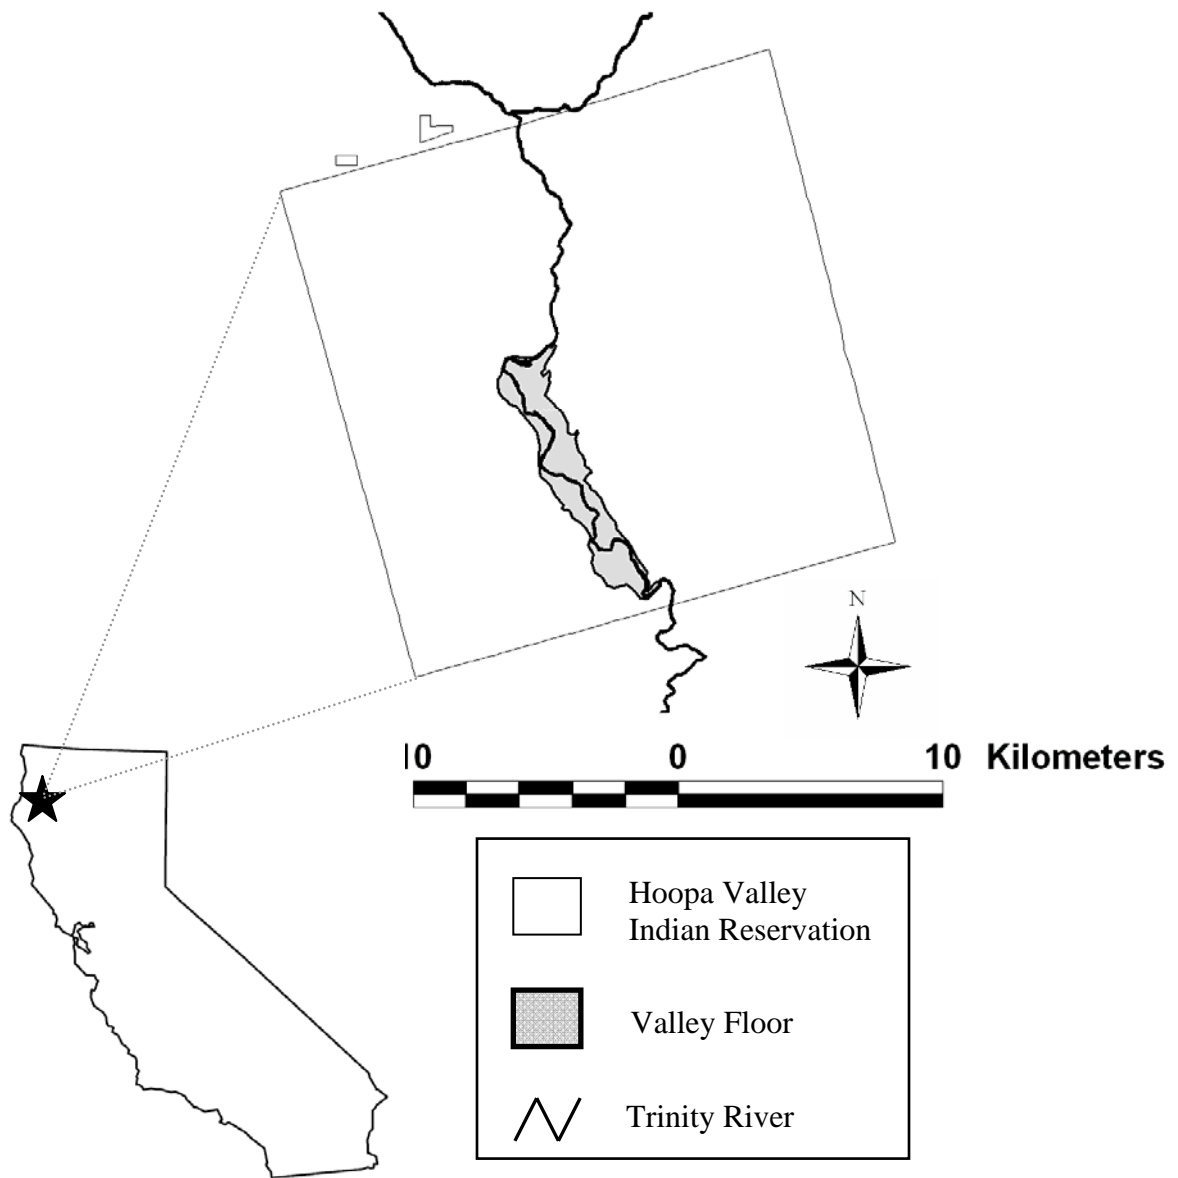 N
10 0 10 Kilometers
Hoopa Valley
Indian Reservation
Valley Floor
Trinity River